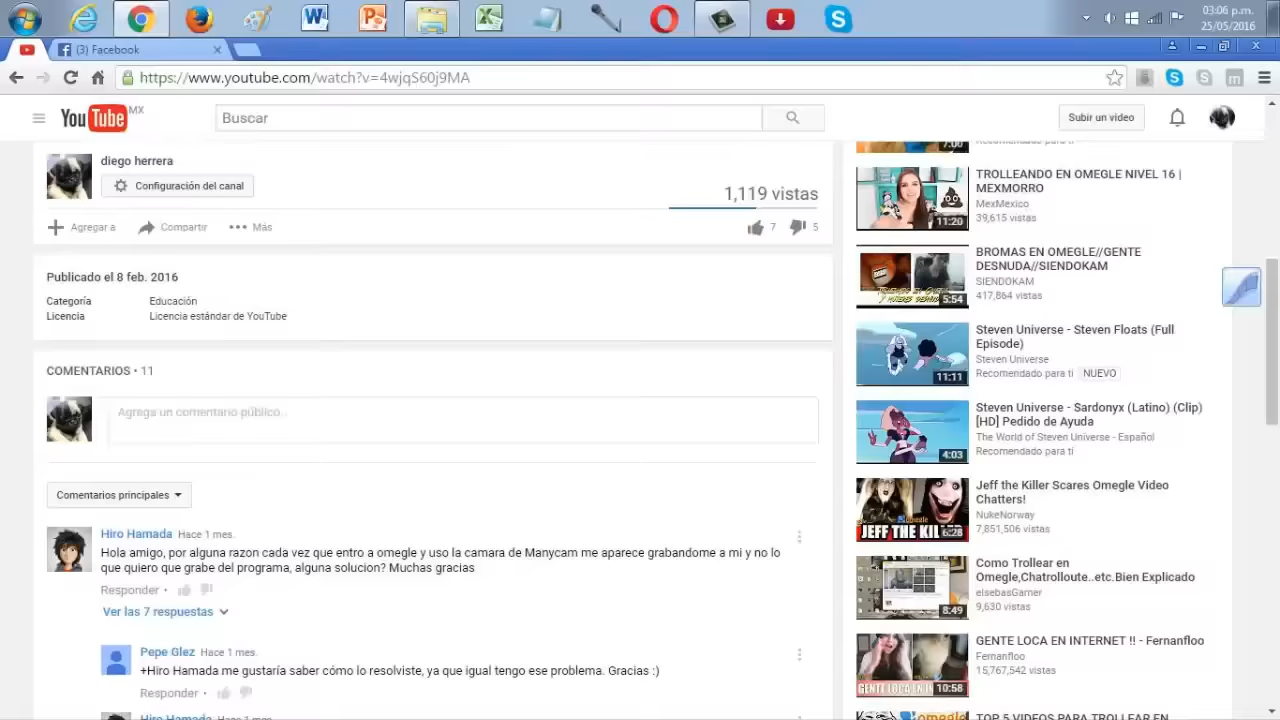 03:06 p.m.
25/05/2016
(3) Facebook
https://www.youtube.com/watch?v=4wjqS60j9MA
YouTube MX
Buscar
Subir un video
diego herrera
Configuración del canal
1,119 vistas
Agregar a
Compartir
Más
7
5
Publicado el 8 feb. 2016
Categoría Educación
Licencia Licencia estándar de YouTube
COMENTARIOS • 11
Agrega un comentario público...
Comentarios principales
Hiro Hamada Hace 1 mes.
Hola amigo, por alguna razon cada vez que entro a omegle y uso la camara de Manycam me aparece grabandome a mi y no lo
que quiero que grabe del programa, alguna solucion? Muchas gracias
Responder •
Ver las 7 respuestas
Pepe Glez Hace 1 mes.
+Hiro Hamada me gustaría saber cómo lo resolviste, ya que igual tengo ese problema. Gracias :)
Responder •
Hiro Hamada Hace 1 mes.
7:00
Recomendado para ti
TROLLEANDO EN OMEGLE NIVEL 16 |
MEXMORRO
MexMexico
39,615 vistas
11:20
BROMAS EN OMEGLE//GENTE
DESNUDA//SIENDOKAM
SIENDOKAM
417,864 vistas
5:54
Steven Universe - Steven Floats (Full
Episode)
Steven Universe
Recomendado para ti NUEVO
11:11
Steven Universe - Sardonyx (Latino) (Clip)
[HD] Pedido de Ayuda
The World of Steven Universe - Español
Recomendado para ti
4:03
Jeff the Killer Scares Omegle Video
Chatters!
NukeNorway
7,851,506 vistas
omegle
JEFF THE KIL
6:28
Como Trollear en
Omegle,Chatrolloute..etc.Bien Explicado
elsebasGamer
9,630 vistas
8:49
GENTE LOCA EN INTERNET !! - Fernanfloo
Fernanfloo
15,767,542 vistas
GENTE LOCA EN IN
10:58
TOP 5 VIDEOS PARA TROLLEAR EN
omegle